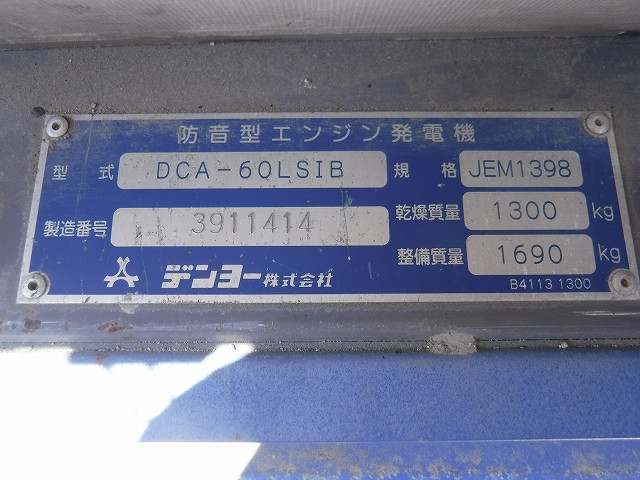 防音型エンジン発電機
型式 DCA-60LSIB 規格 JEM1398
製造番号 3911414 乾燥質量 1300 kg
整備質量 1690 kg
デンヨー株式会社
B4113 1300